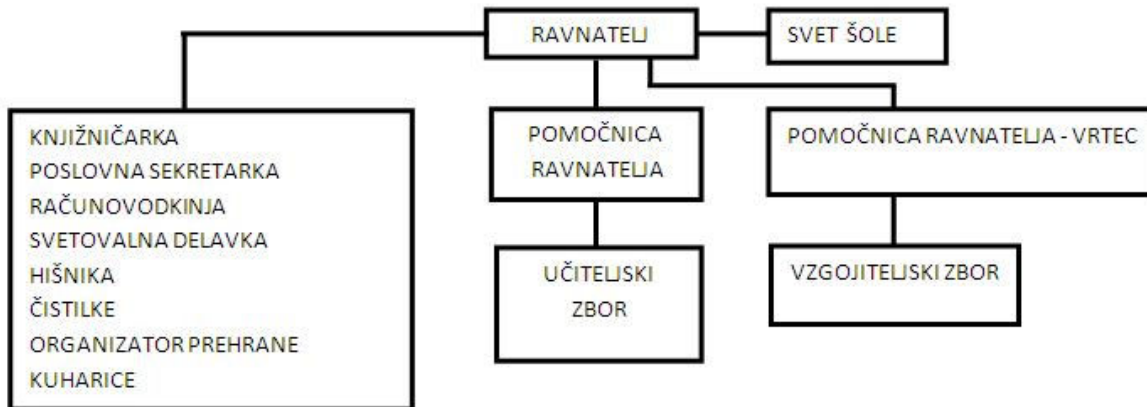 RAVNATELJ
SVET ŠOLE
KNJIŽNIČARKA
POSLOVNA SEKRETARKA
RAČUNOVODKINJA
SVETOVALNA DELAVKA
HIŠNIKA
ČISTILKE
ORGANIZATOR PREHRANE
KUHARICE
POMOČNICA
RAVNATELJA
POMOČNICA RAVNATELJA - VRTEC
UČITELJSKI
ZBOR
VZGOJITELJSKI ZBOR